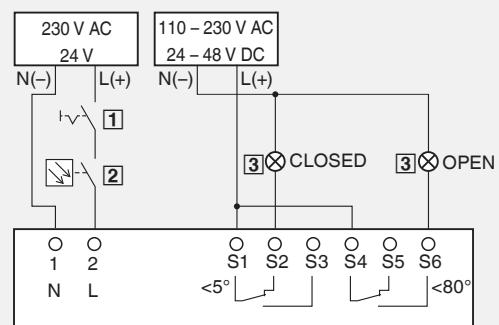 230 V AC
24 V
110 – 230 V AC
24 – 48 V DC
N(–) L(+) N(–) L(+)
1
2
3 CLOSED 3 OPEN
1 2 S1 S2 S3 S4 S5 S6
N L <5° <80°